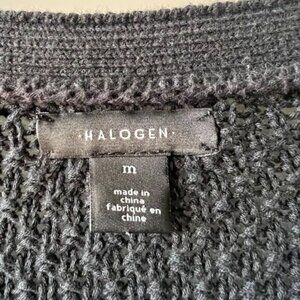 ·HALOGEN·
m
made in
china
fabriqué en
chine